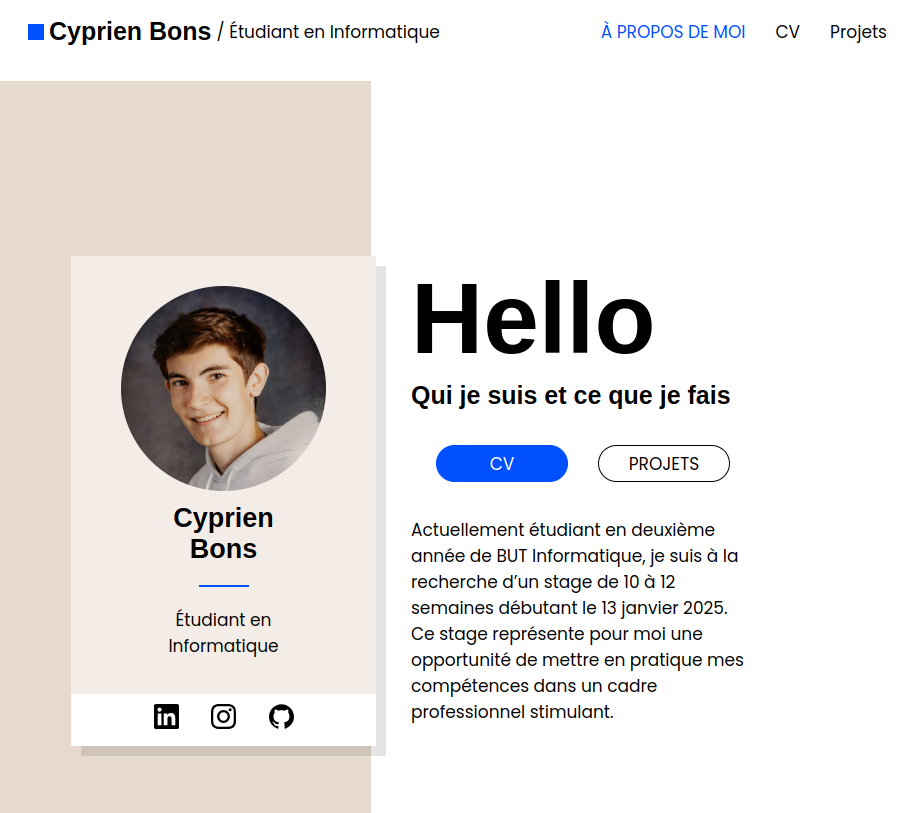 Cyprien Bons / Étudiant en Informatique
À PROPOS DE MOI CV Projets
Cyprien
Bons
Étudiant en
Informatique
Hello
Qui je suis et ce que je fais
CV PROJETS
Actuellement étudiant en deuxième
année de BUT Informatique, je suis à la
recherche d’un stage de 10 à 12
semaines débutant le 13 janvier 2025.
Ce stage représente pour moi une
opportunité de mettre en pratique mes
compétences dans un cadre
professionnel stimulant.